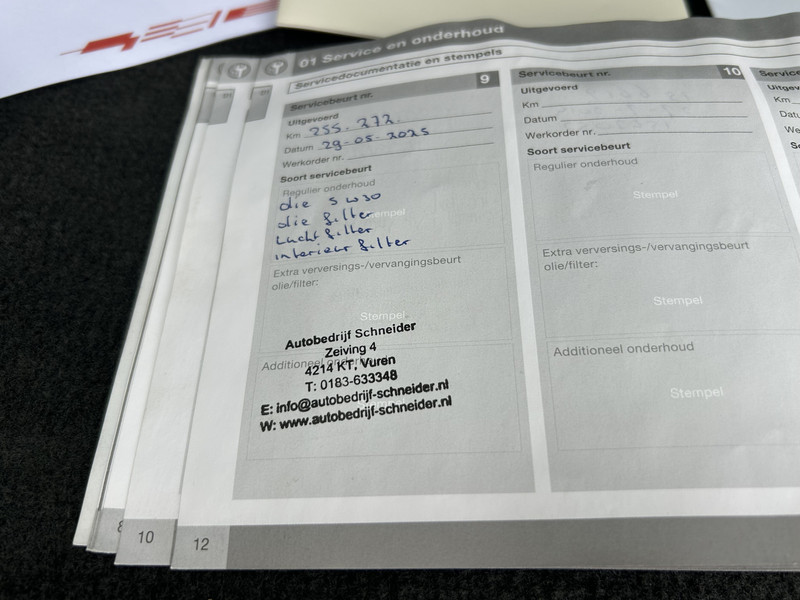 01 Service en onderhoud
Servicedocumentatie en stempels
Servicebeurt nr. 9
Uitgevoerd
Km 255.272.
Datum 29-05-2025
Werkorder nr.
Soort servicebeurt
Regulier onderhoud
olie 5w30
olie filter
Stempel
Lucht filter
interieur filter
Extra verversings-/vervangingsbeurt
olie/filter:
Stempel
Autobedrijf Schneider
Zeiving 4
Additioneel onderhoud
4214 KT, Vuren
T: 0183-633348
E: info@autobedrijf-schneider.nl
W: www.autobedrijf-schneider.nl
Servicebeurt nr. 10
Uitgevoerd
Km
Datum
Werkorder nr.
Soort servicebeurt
Regulier onderhoud
Stempel
Extra verversings-/vervangingsbeurt
olie/filter:
Stempel
Additioneel onderhoud
Stempel
Km
8
10
12